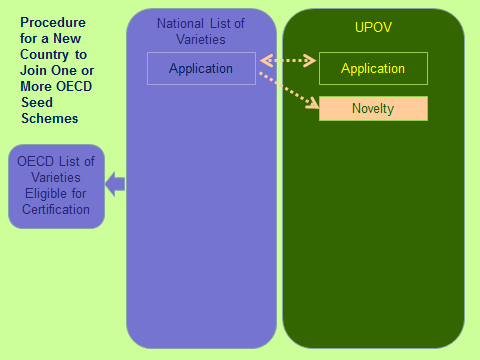 Procedure
for a New
Country to
Join One or
More OECD
Seed
Schemes
National List of
Varieties
Application
UPOV
Application
Novelty
OECD List of
Varieties
Eligible for
Certification